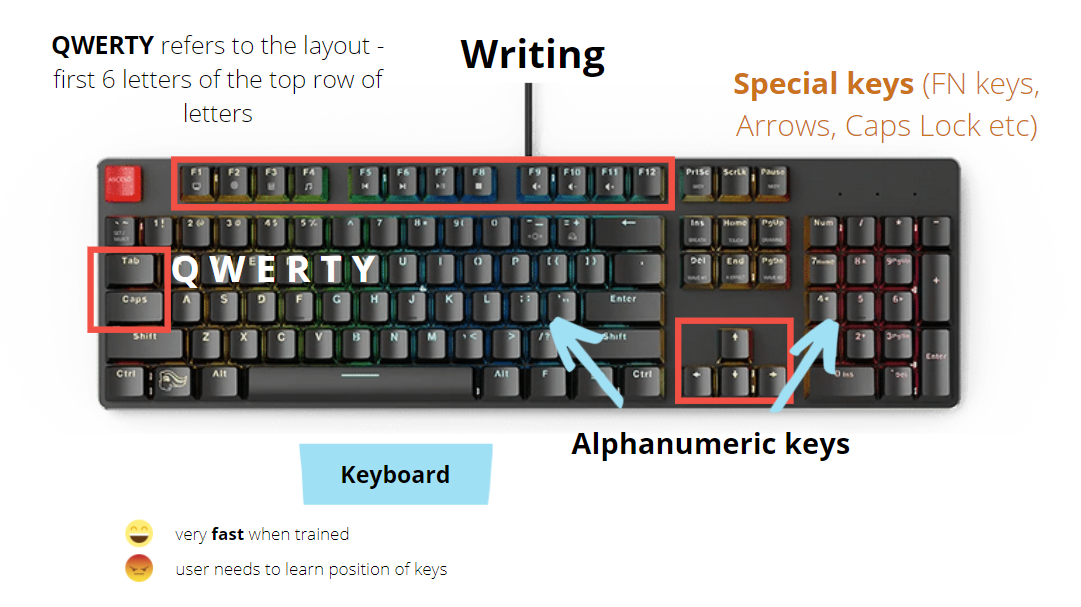 QWERTY refers to the layout -
first 6 letters of the top row of
letters
Writing
Special keys (FN keys,
Arrows, Caps Lock etc)
F1 F2 F3 F4 F5 F6 F7 F8 F9 F10 F11 F12 PrtSc ScrLk Pause
Ins Home PgUp Num / * -
Tab
QWERTY
U I O P [{ ]} Del End PgDn 7 8 9 +
Caps A S D F G H J K L ;: '" Enter 4 5 6
Shift Z X C V B N M < > /? Shift 2 3 Enter
Ctrl Alt Alt F Ctrl 0 Ins Del
Alphanumeric keys
Keyboard
very fast when trained
user needs to learn position of keys